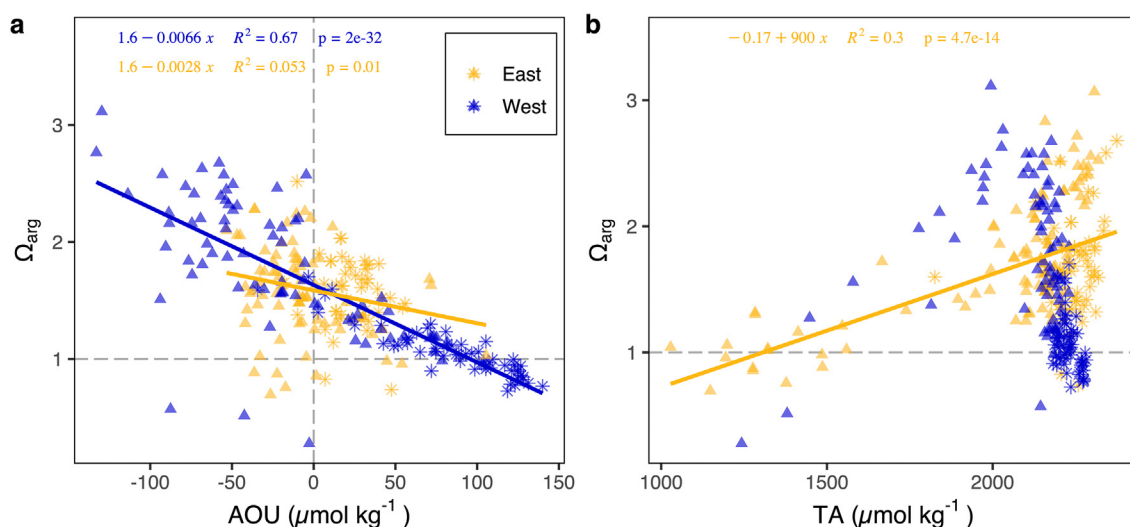 a
1.6 − 0.0066 x R² = 0.67 p = 2e-32
1.6 − 0.0028 x R² = 0.053 p = 0.01
East
West
3
2
1
Ωarg
-100 -50 0 50 100 150
AOU (µmol kg⁻¹ )
b
− 0.17 + 900 x R² = 0.3 p = 4.7e-14
3
2
1
0
Ωarg
1000 1500 2000
TA (µmol kg⁻¹ )